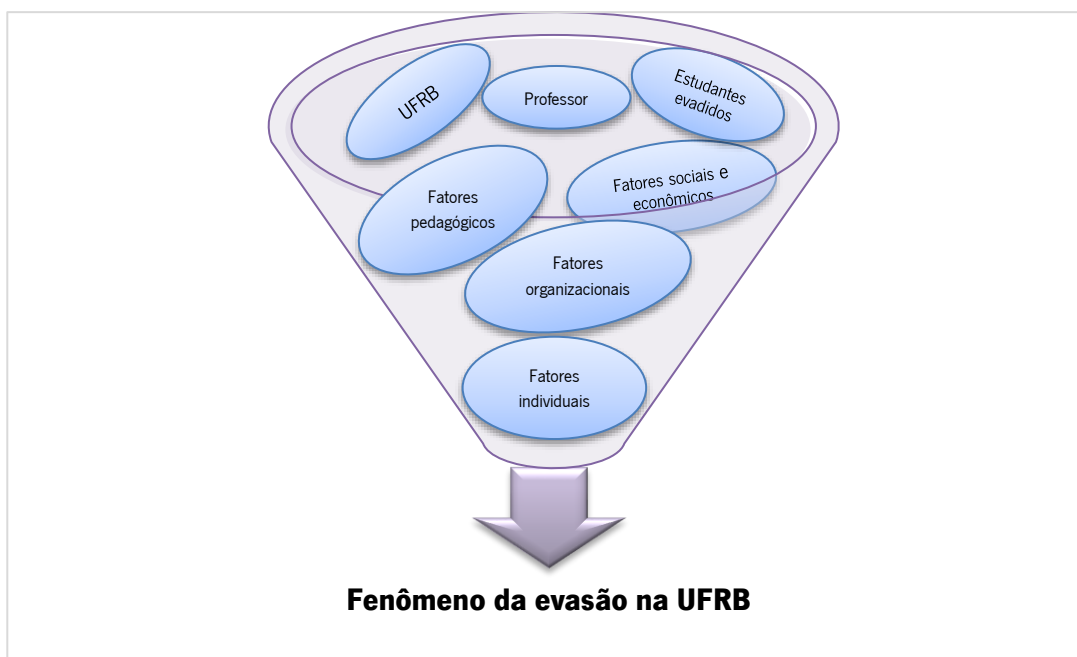 UFRB
Professor
Estudantes
evadidos
Fatores
pedagógicos
Fatores sociais e
econômicos
Fatores
organizacionais
Fatores
individuais
Fenômeno da evasão na UFRB